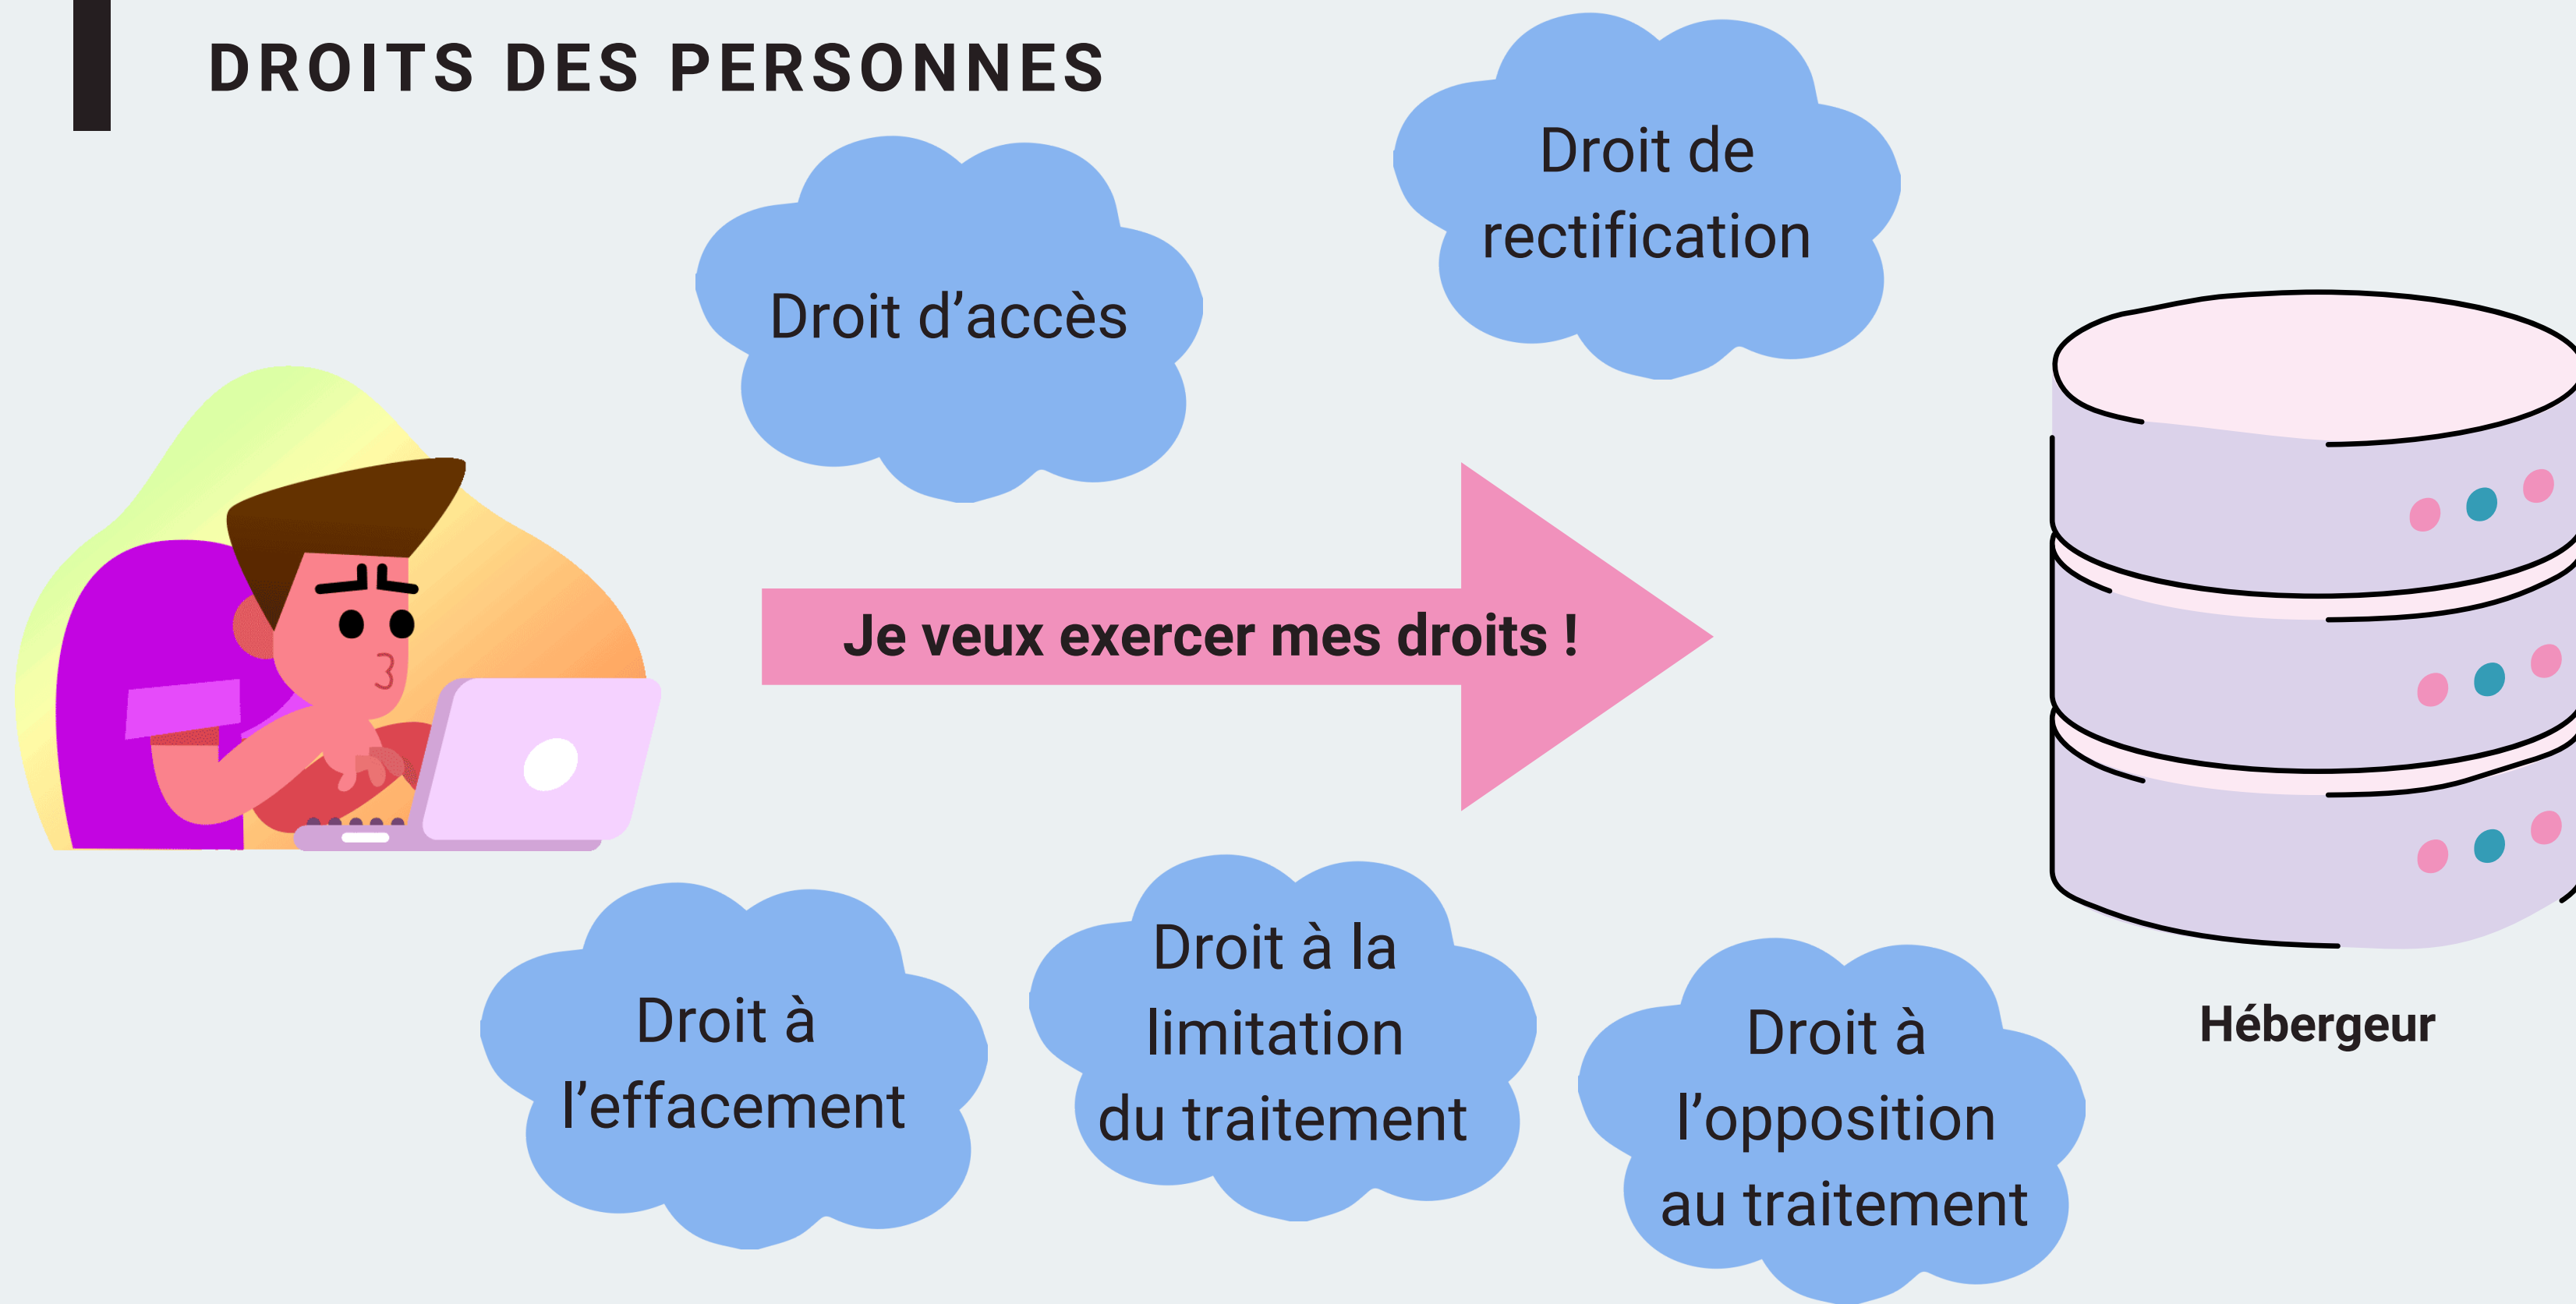 DROITS DES PERSONNES
Droit de
rectification
Droit d’accès
Je veux exercer mes droits !
Droit à
l’effacement
Droit à la
limitation
du traitement
Droit à
l’opposition
au traitement
Hébergeur